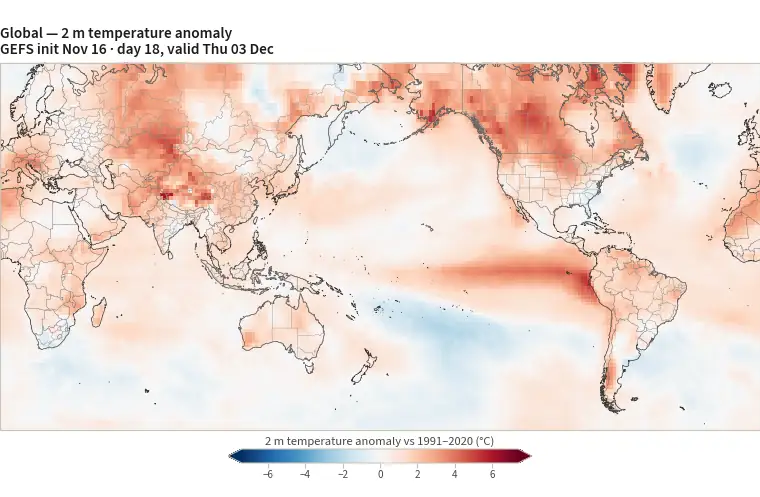 Global — 2 m temperature anomaly
GEFS init Nov 16 · day 18, valid Thu 03 Dec
2 m temperature anomaly vs 1991–2020 (°C)
−6 −4 −2 0 2 4 6